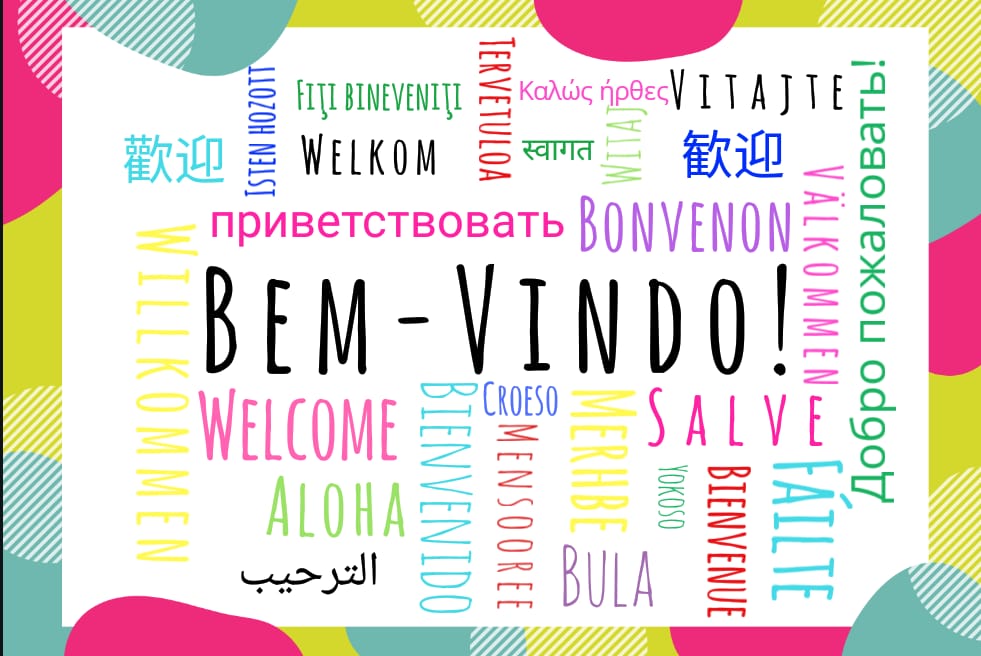 Isten hozott
Fiţi bineveniţi
Tervetuloa
Καλώς ήρθες
Vitajte
Добро пожаловать!
歡迎
Welkom
स्वागत
Witaj
歓迎
приветствовать
Bonvenon
Välkommen
Willkommen
Bem-Vindo!
Welcome
Bienvenido
Croeso
Merhbe
Salve
Mensooree
Aloha
Yokoso
Bienvenue
Fáilte
الترحيب
Bula